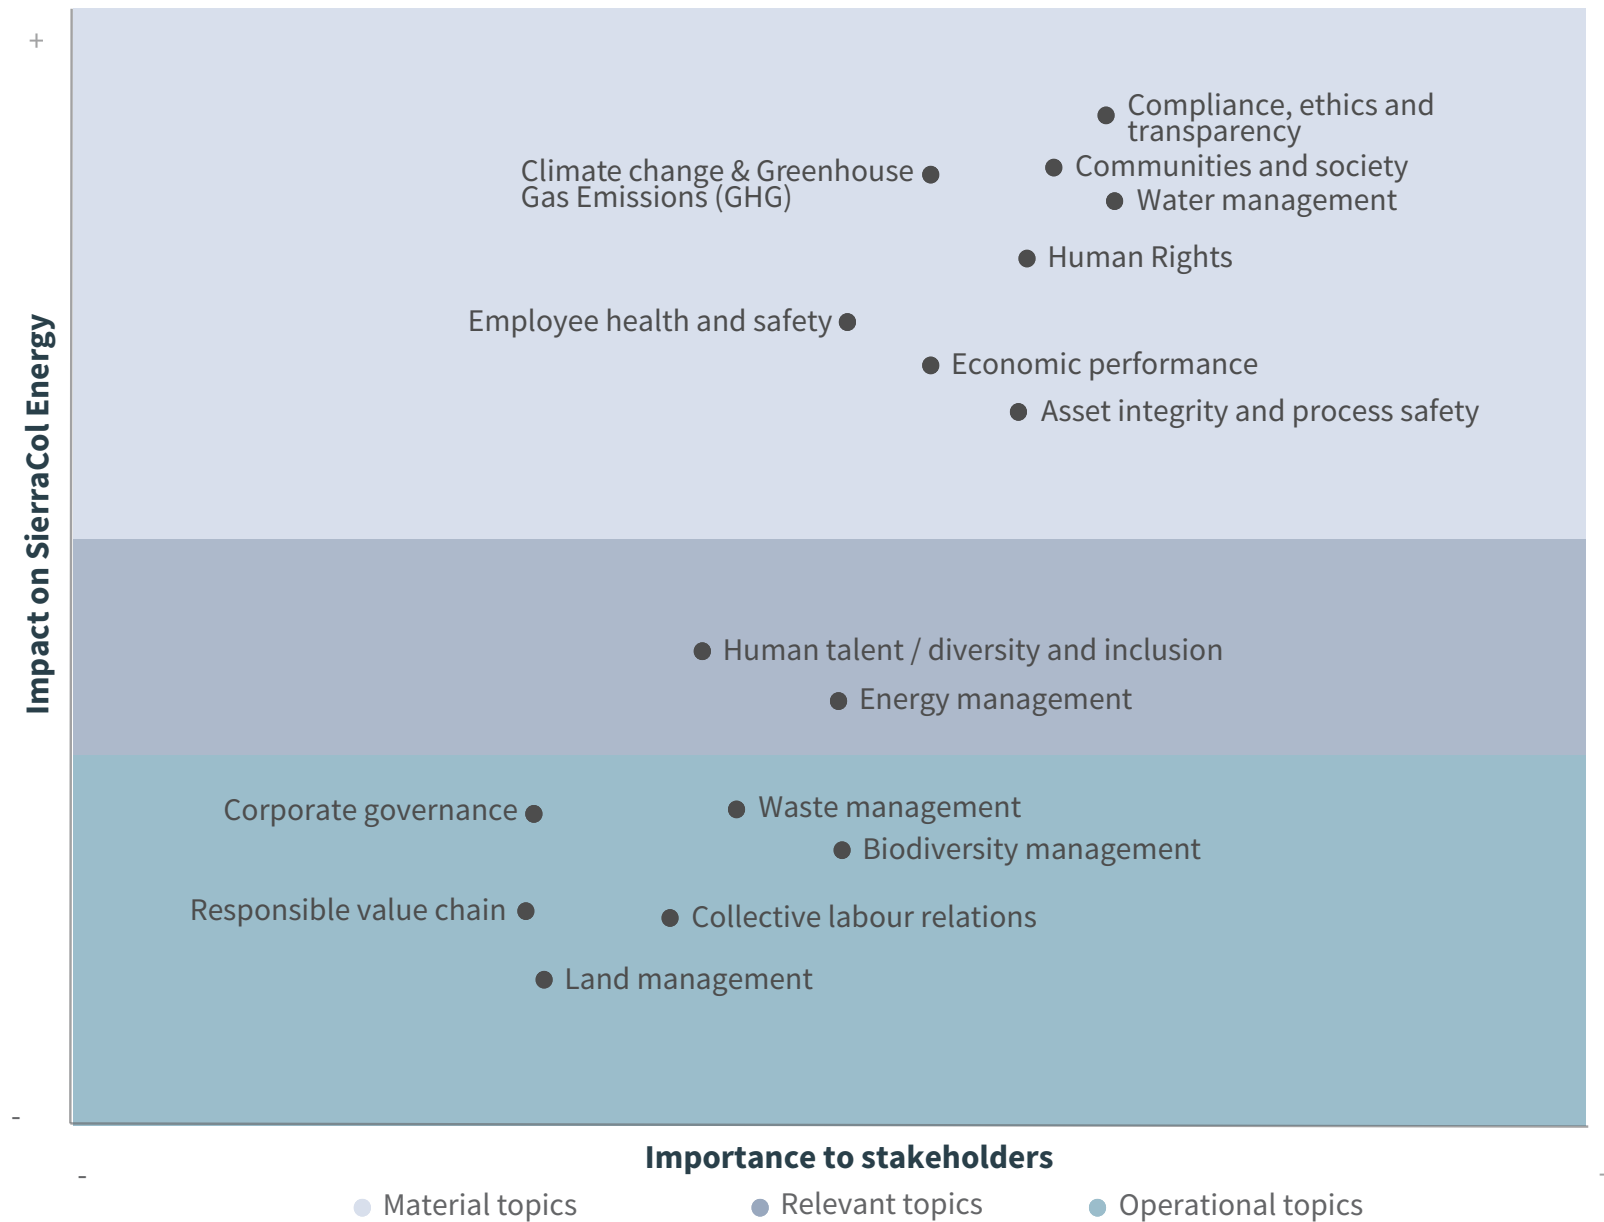 +
Compliance, ethics and
transparency
Climate change & Greenhouse
Gas Emissions (GHG)
Communities and society
Water management
Human Rights
Employee health and safety
Economic performance
Asset integrity and process safety
Impact on SierraCol Energy
Human talent / diversity and inclusion
Energy management
Corporate governance
Waste management
Biodiversity management
Responsible value chain
Collective labour relations
Land management
-
Importance to stakeholders
-
Material topics
Relevant topics
Operational topics